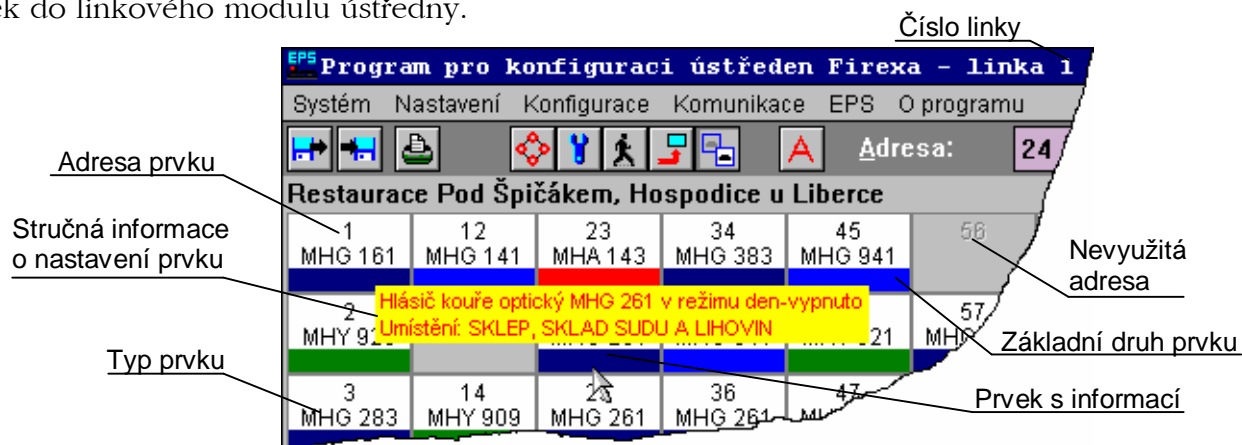 ek do linkového modulu ústředny.
Číslo linky
EPS Program pro konfiguraci ústředen Firexa - linka 1
Systém Nastavení Konfigurace Komunikace EPS O programu
A Adresa: 24
Adresa prvku
Restaurace Pod Špičákem, Hospodice u Liberce
Stručná informace
o nastavení prvku
1 12 23 34 45 56
MHG 161 MHG 141 MHA 143 MHG 383 MHG 941
Nevyužitá
adresa
Hlásič kouře optický MHG 261 v režimu den-vypnuto
Umístění: SKLEP, SKLAD SUDU A LIHOVIN
2 57
MHY 921
Základní druh prvku
Typ prvku
Prvek s informací
3 14 25 36 47
MHG 283 MHY 909 MHG 261 MHG 261